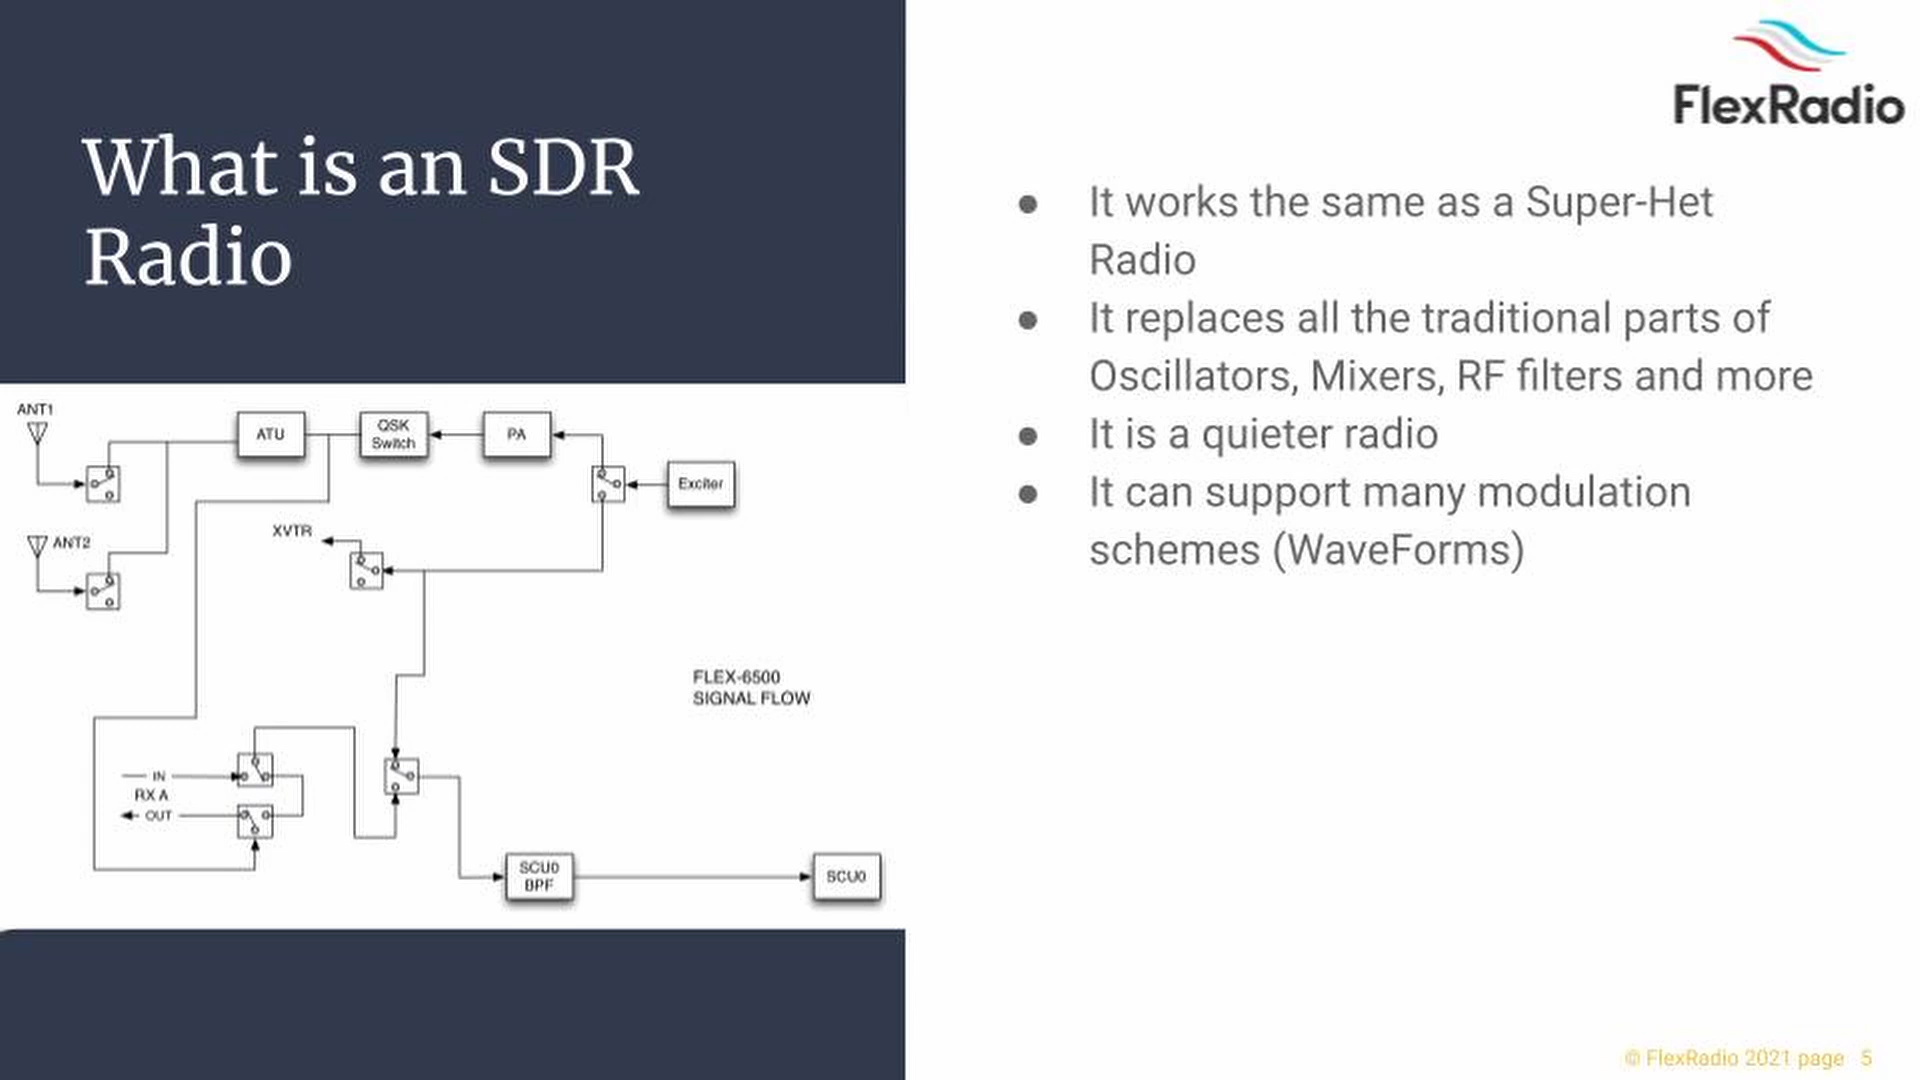 What is an SDR
Radio
FlexRadio
● It works the same as a Super-Het
Radio
● It replaces all the traditional parts of
Oscillators, Mixers, RF filters and more
● It is a quieter radio
● It can support many modulation
schemes (WaveForms)
ANT1
ATU
QSK
Switch
PA
Exciter
XVTR
ANT2
FLEX-6500
SIGNAL FLOW
IN
RX A
OUT
SCU0
BPF
SCU0
© FlexRadio 2021 page 5